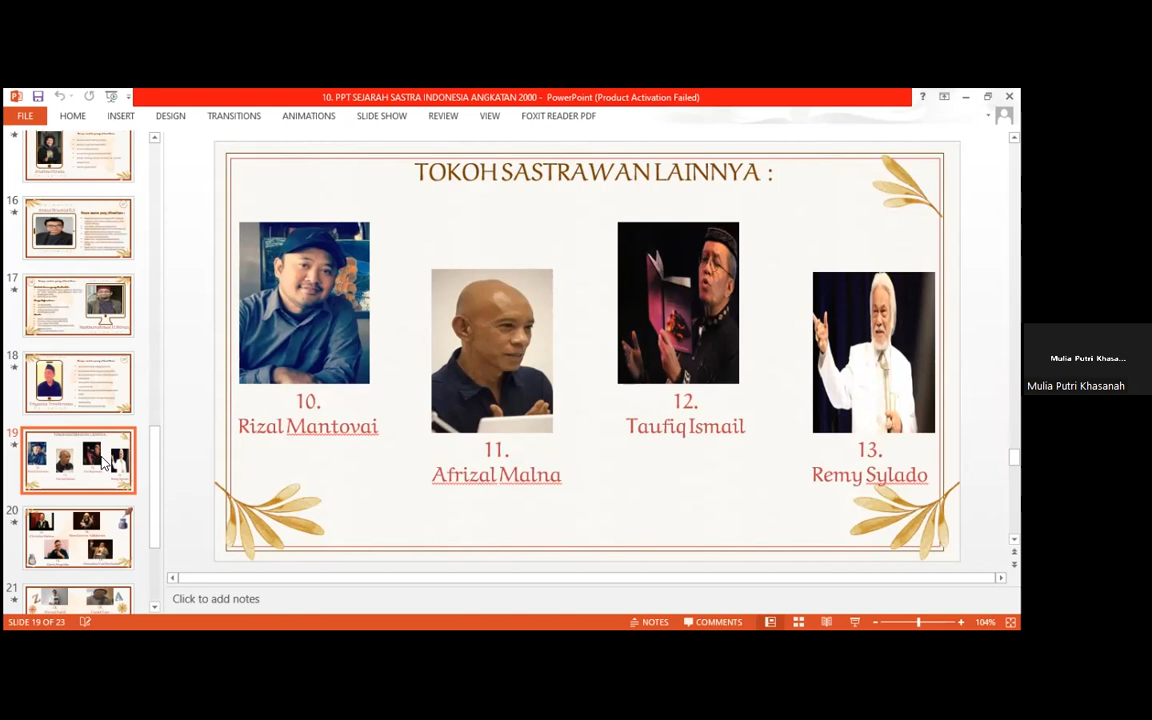 10. PPT SEJARAH SASTRA INDONESIA ANGKATAN 2000 - PowerPoint (Product Activation Failed)
FILE HOME INSERT DESIGN TRANSITIONS ANIMATIONS SLIDE SHOW REVIEW VIEW FOXIT READER PDF
16
17
18
19
20
21
TOKOH SASTRAWAN LAINNYA :
10.
Rizal Mantovai
11.
Afrizal Malna
12.
Taufiq Ismail
13.
Remy Sylado
Mulia Putri Khasa...
Mulia Putri Khasanah
Click to add notes
SLIDE 19 OF 23 NOTES COMMENTS 104%